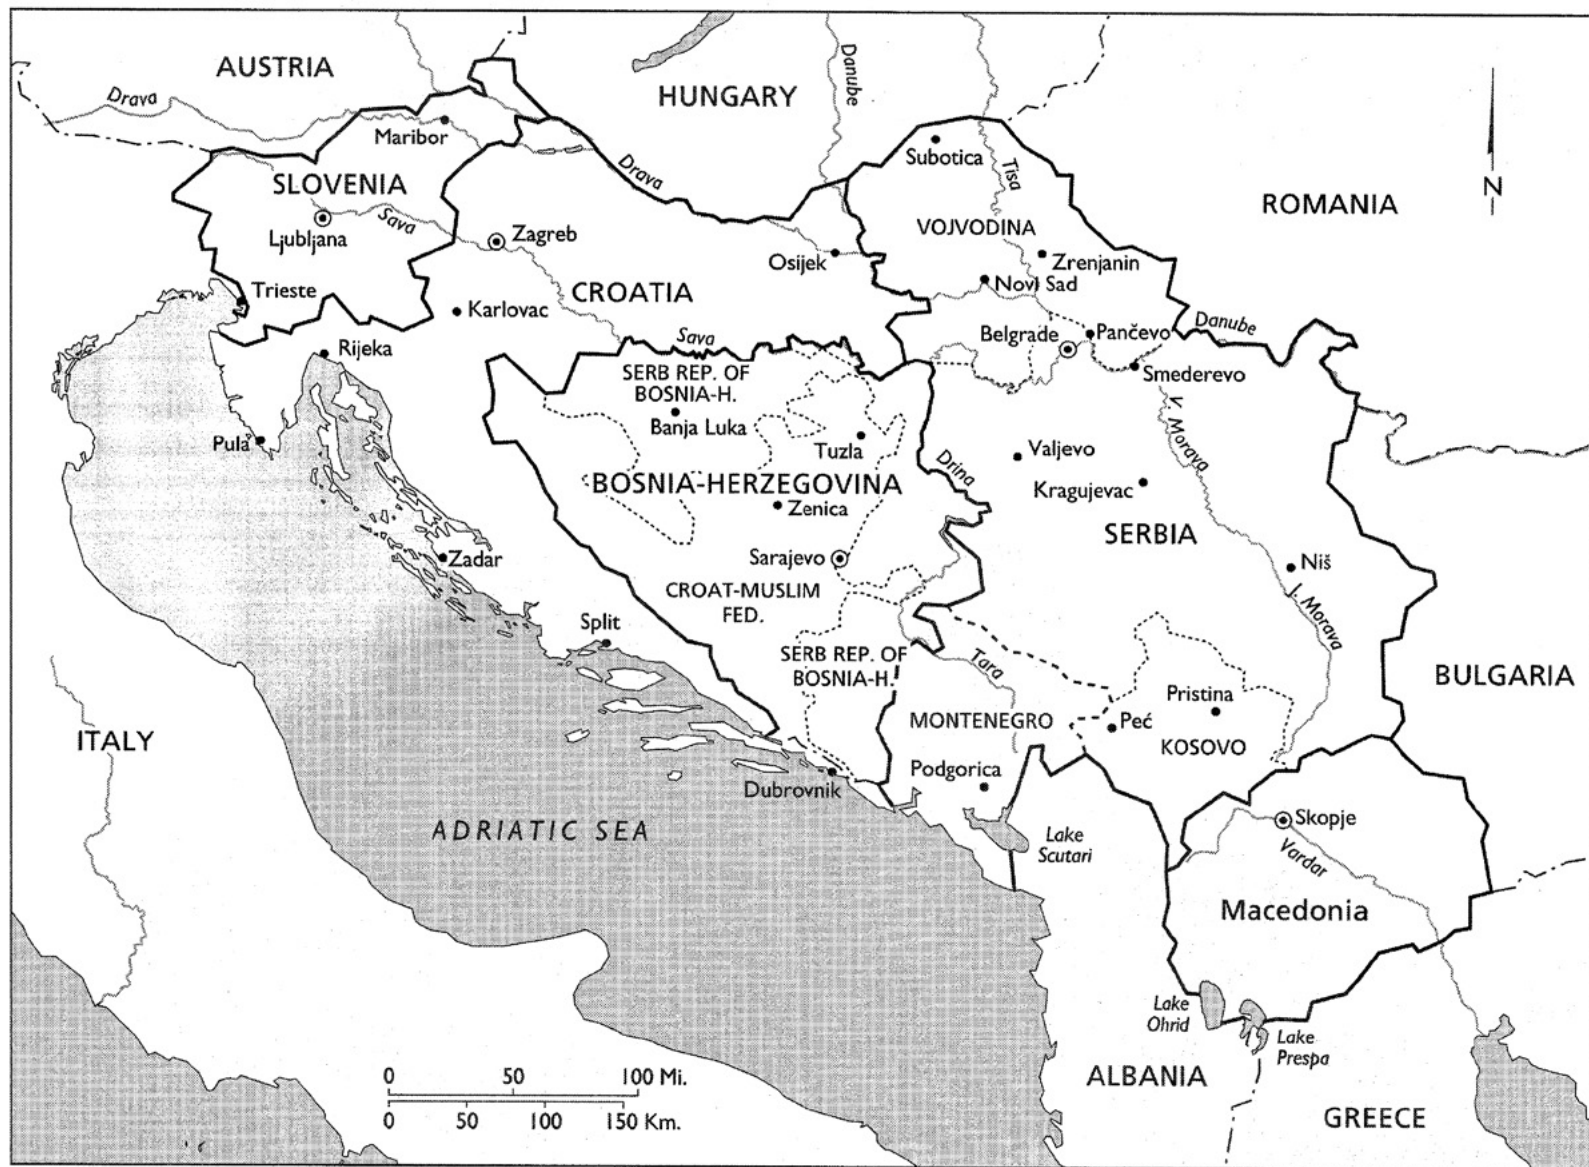 AUSTRIA
Drava
HUNGARY
Danube
Maribor
Subotica
Tisa
SLOVENIA
Drava
ROMANIA
N
Sava
Ljubljana
Zagreb
VOJVODINA
Osijek
Zrenjanin
Novi Sad
Trieste
CROATIA
Karlovac
Sava
Belgrade
Pančevo
Danube
Rijeka
SERB REP. OF
BOSNIA-H.
Smederevo
Banja Luka
V. Morava
Pula
Tuzla
Valjevo
Drina
BOSNIA-HERZEGOVINA
Kragujevac
Zenica
SERBIA
Zadar
Sarajevo
Niš
CROAT-MUSLIM
FED.
J. Morava
Split
SERB REP. OF
BOSNIA-H.
Tara
BULGARIA
Pristina
MONTENEGRO
Peć
KOSOVO
ITALY
Podgorica
Dubrovnik
ADRIATIC SEA
Lake
Scutari
Skopje
Vardar
Macedonia
Lake
Ohrid
Lake
Prespa
ALBANIA
GREECE
0 50 100 Mi.
0 50 100 150 Km.